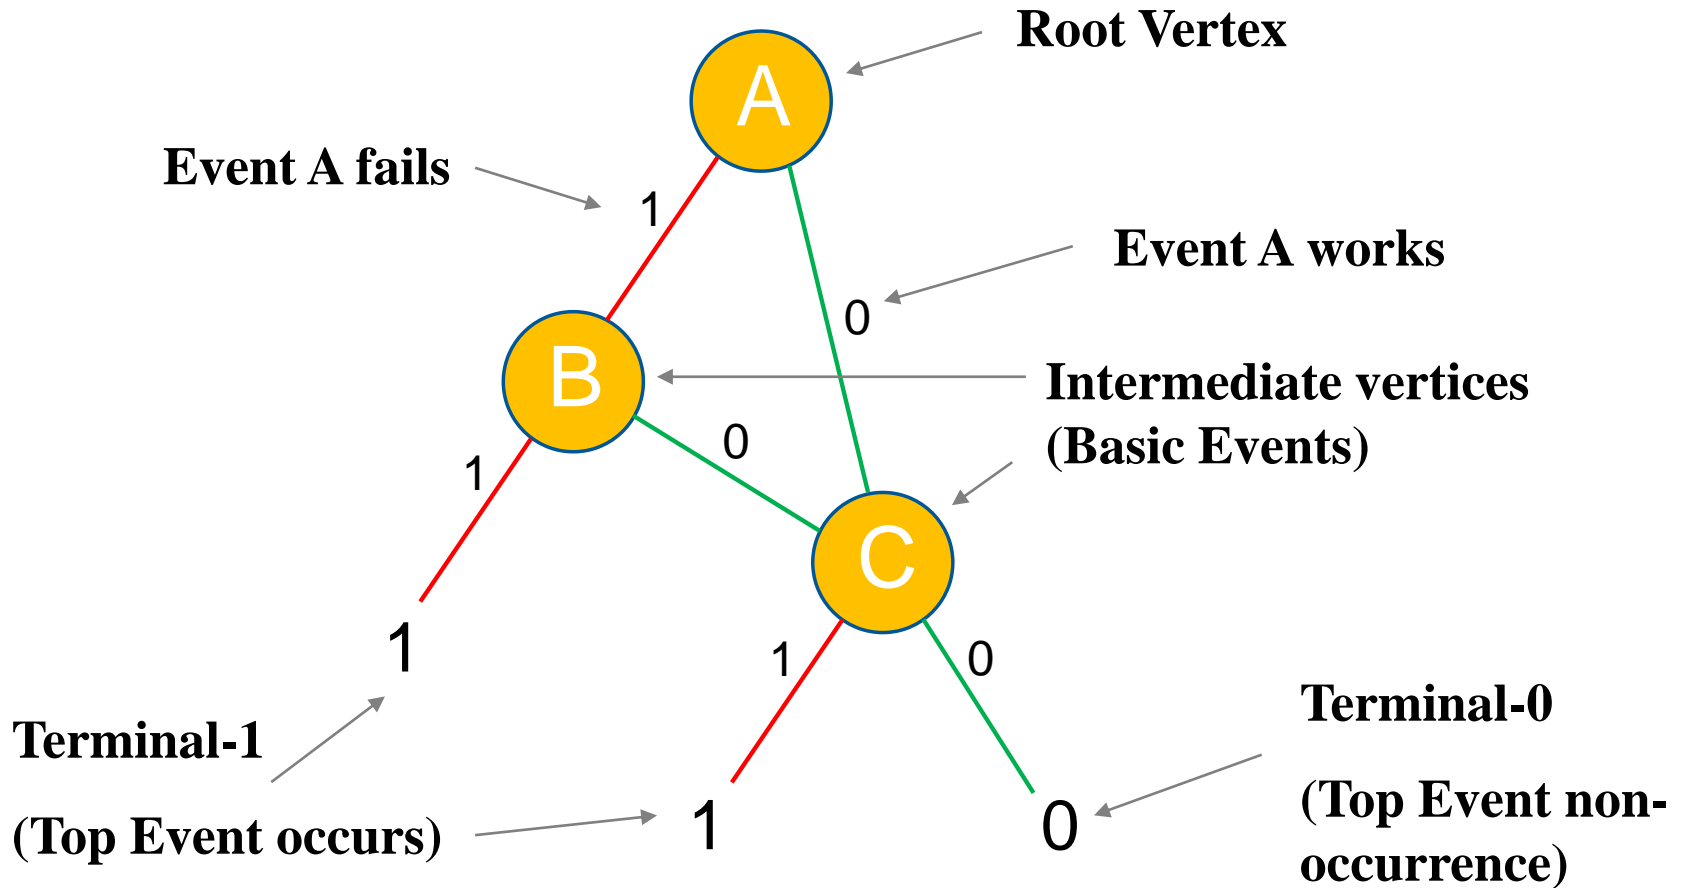 Root Vertex
A
Event A fails
1
Event A works
0
B
Intermediate vertices
(Basic Events)
0
1
C
1
0
1
Terminal-1
(Top Event occurs)
1
0
Terminal-0
(Top Event non-
occurrence)